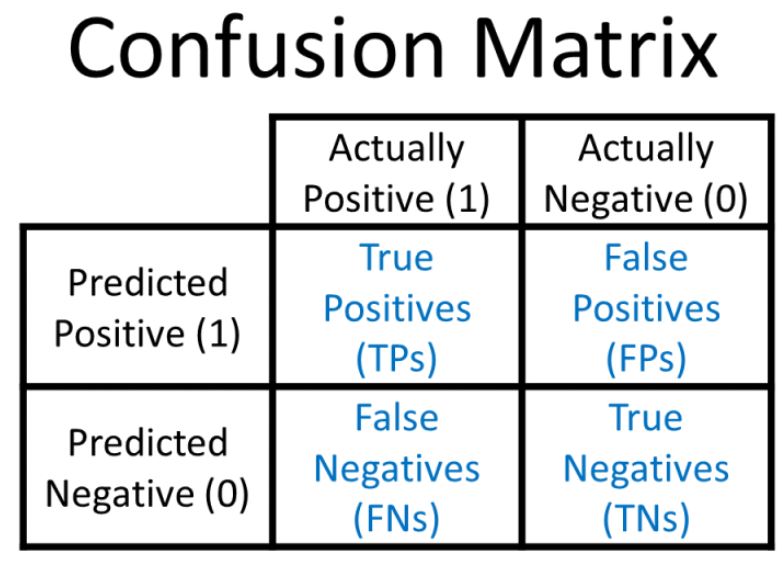 Confusion Matrix
Actually
Positive (1)
Actually
Negative (0)
Predicted
Positive (1)
True
Positives
(TPs)
False
Positives
(FPs)
Predicted
Negative (0)
False
Negatives
(FNs)
True
Negatives
(TNs)